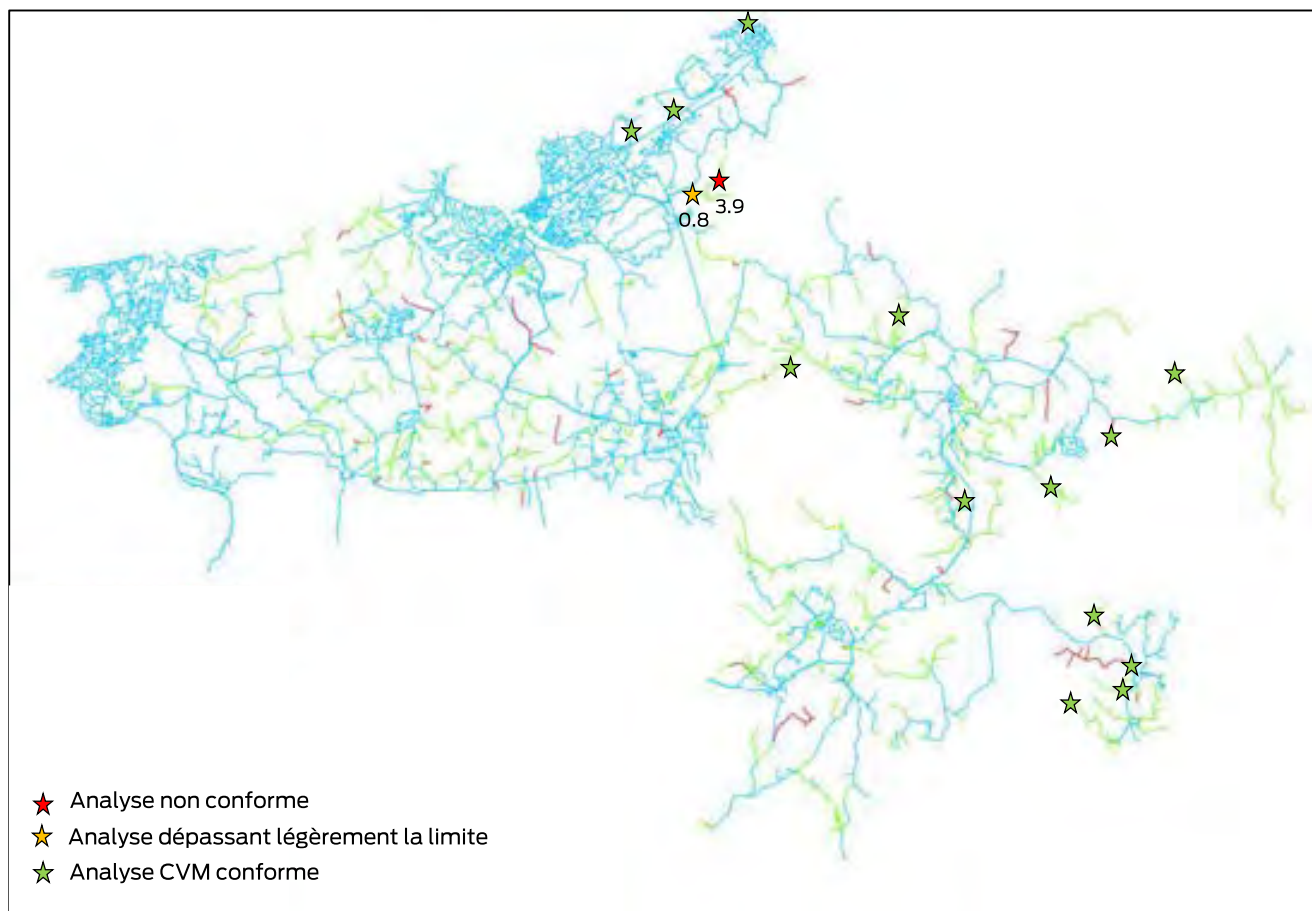 3.9
0.8
Analyse non conforme
Analyse dépassant légèrement la limite
Analyse CVM conforme